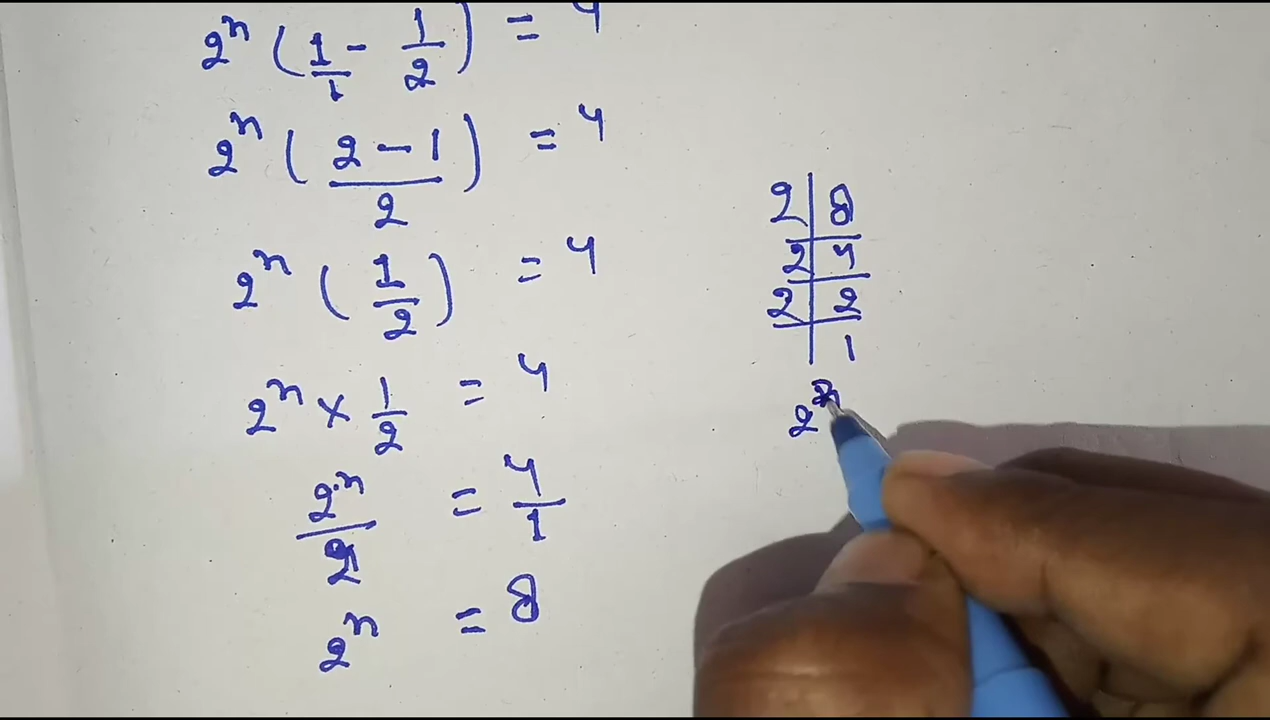 2ⁿ (1/1 - 1/2) = 4
2ⁿ (2 - 1 / 2) = 4
2ⁿ (1/2) = 4
2ⁿ × 1/2 = 4
2ⁿ/2 = 4/1
2ⁿ = 8
2 | 8
2 | 4
2 | 2
| 1
2